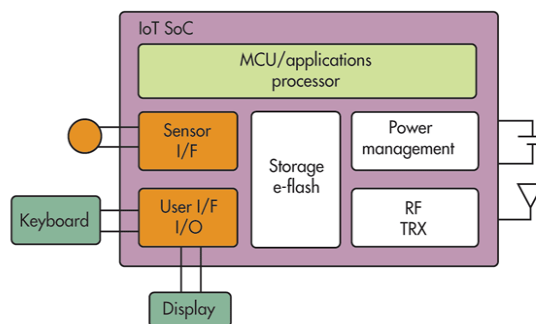 IoT SoC
MCU/applications
processor
Sensor
I/F
Storage
e-flash
Power
management
Keyboard
User I/F
I/O
RF
TRX
Display